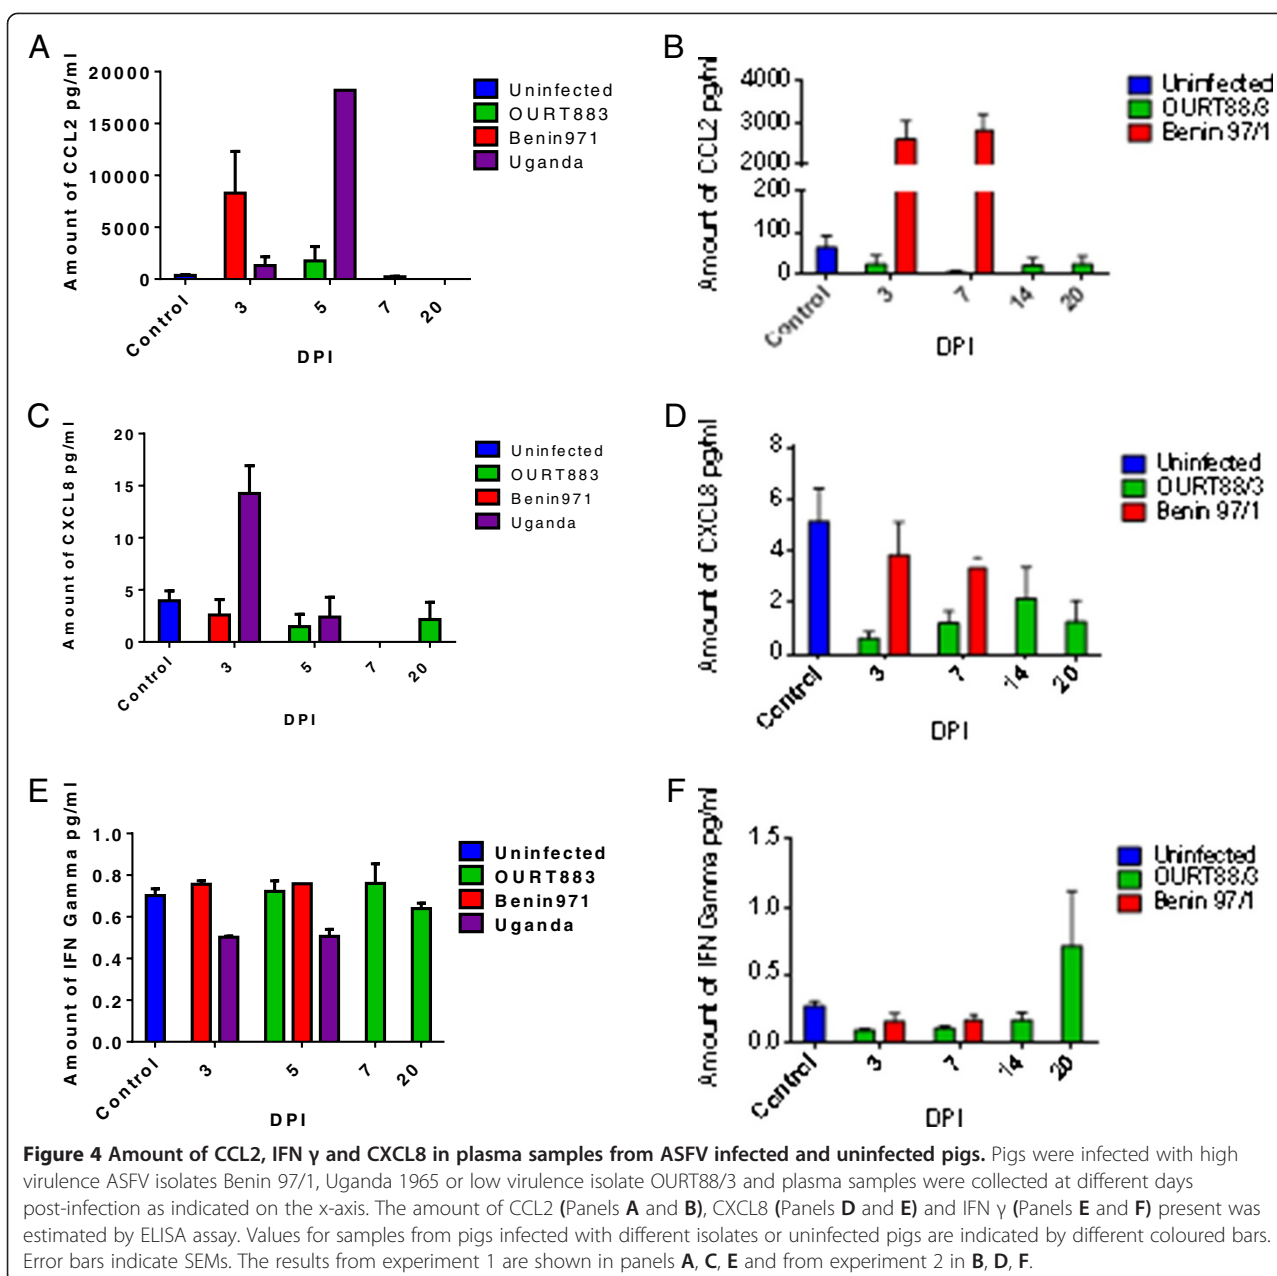 A
Amount of CCL2 pg/ml
20000
15000
10000
5000
0
Control
3
5
7
20
DPI
Uninfected
OURT883
Benin971
Uganda
B
Amount of CCL2 pg/ml
4000
3000
2000
200
100
0
Control
3
7
14
20
DPI
Uninfected
OURT88/3
Benin 97/1
C
Amount of CXCL8 pg/ml
20
15
10
5
0
Control
3
5
7
20
DPI
Uninfected
OURT883
Benin971
Uganda
D
Amount of CXCL8 pg/ml
8
6
4
2
0
Control
3
7
14
20
DPI
Uninfected
OURT88/3
Benin 97/1
E
Amount of IFN Gamma pg/ml
1.0
0.8
0.6
0.4
0.2
0.0
Control
3
5
7
20
DPI
Uninfected
OURT883
Benin971
Uganda
F
Amount of IFN Gamma pg/ml
1.5
1.0
0.5
0.0
Control
3
7
14
20
DPI
Uninfected
OURT88/3
Benin 97/1
Figure 4 Amount of CCL2, IFN γ and CXCL8 in plasma samples from ASFV infected and uninfected pigs. Pigs were infected with high
virulence ASFV isolates Benin 97/1, Uganda 1965 or low virulence isolate OURT88/3 and plasma samples were collected at different days
post-infection as indicated on the x-axis. The amount of CCL2 (Panels A and B), CXCL8 (Panels D and E) and IFN γ (Panels E and F) present was
estimated by ELISA assay. Values for samples from pigs infected with different isolates or uninfected pigs are indicated by different coloured bars.
Error bars indicate SEMs. The results from experiment 1 are shown in panels A, C, E and from experiment 2 in B, D, F.